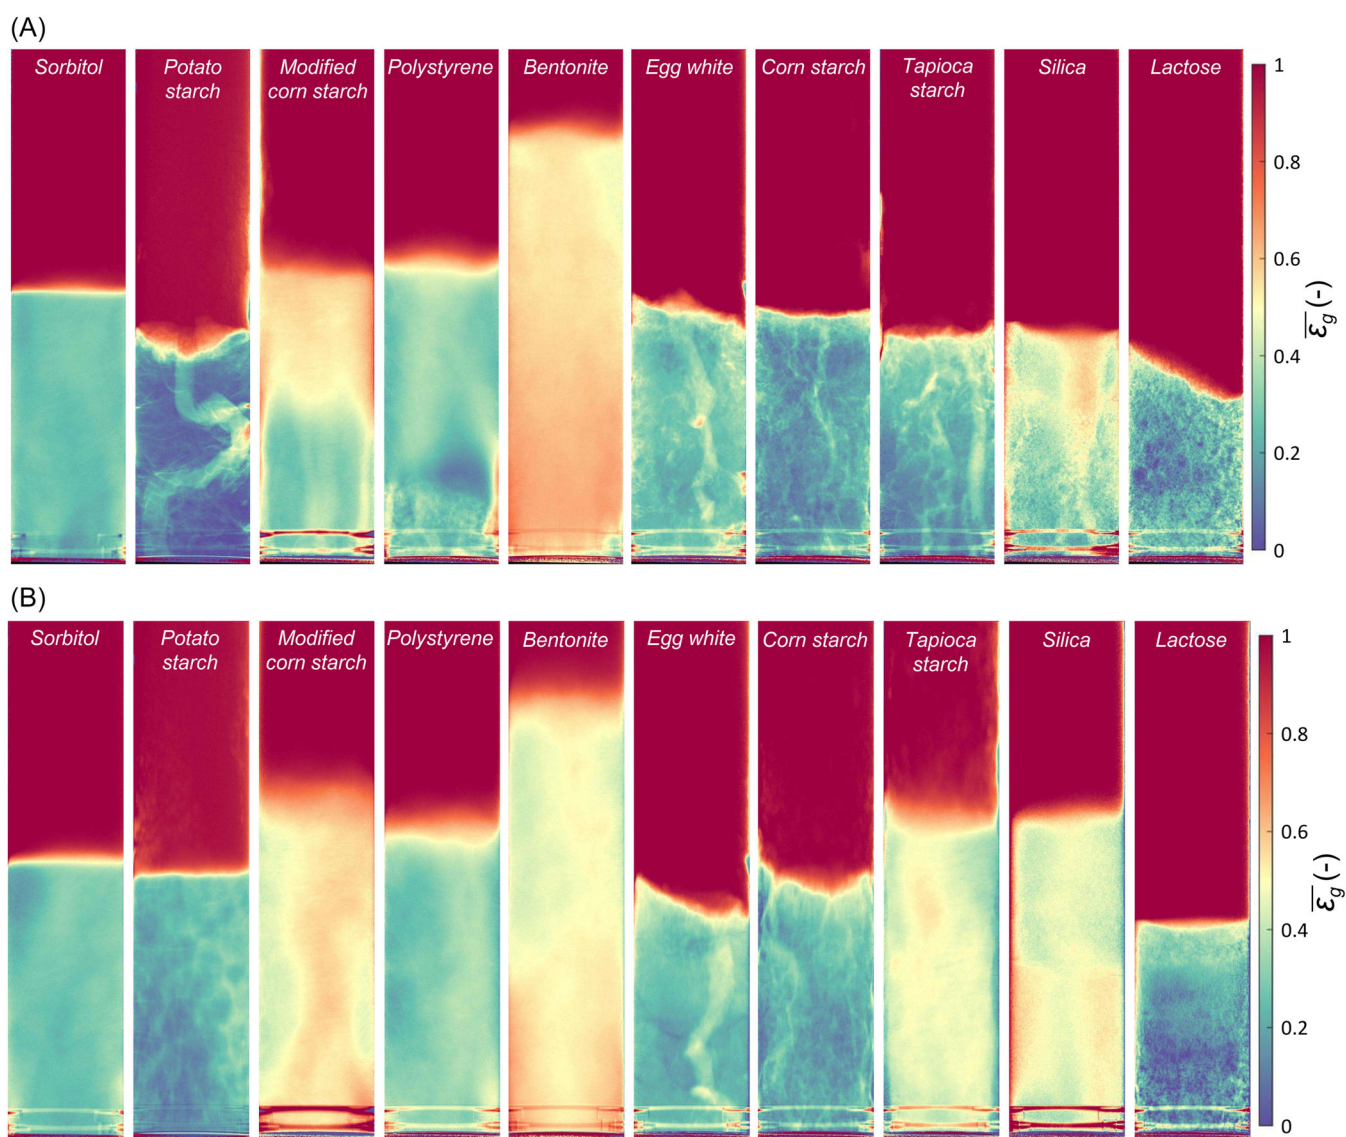 (A)
Sorbitol
Potato
starch
Modified
corn starch
Polystyrene
Bentonite
Egg white
Corn starch
Tapioca
starch
Silica
Lactose
1
0.8
0.6
0.4
0.2
0
ε̅g (-)
(B)
Sorbitol
Potato
starch
Modified
corn starch
Polystyrene
Bentonite
Egg white
Corn starch
Tapioca
starch
Silica
Lactose
1
0.8
0.6
0.4
0.2
0
ε̅g (-)